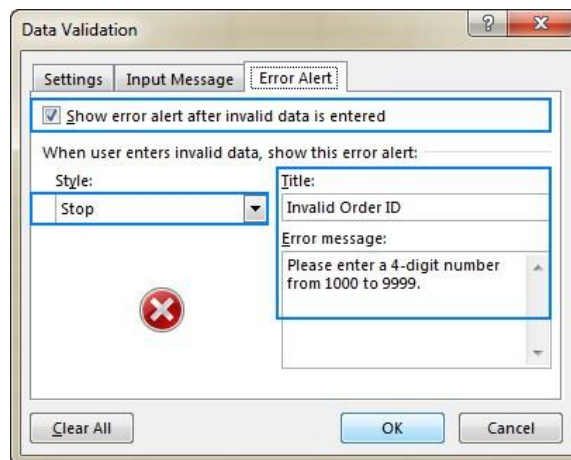 Data Validation
?
Settings Input Message Error Alert
Show error alert after invalid data is entered
When user enters invalid data, show this error alert:
Style:
Stop
Title:
Invalid Order ID
Error message:
Please enter a 4-digit number
from 1000 to 9999.
Clear All OK Cancel